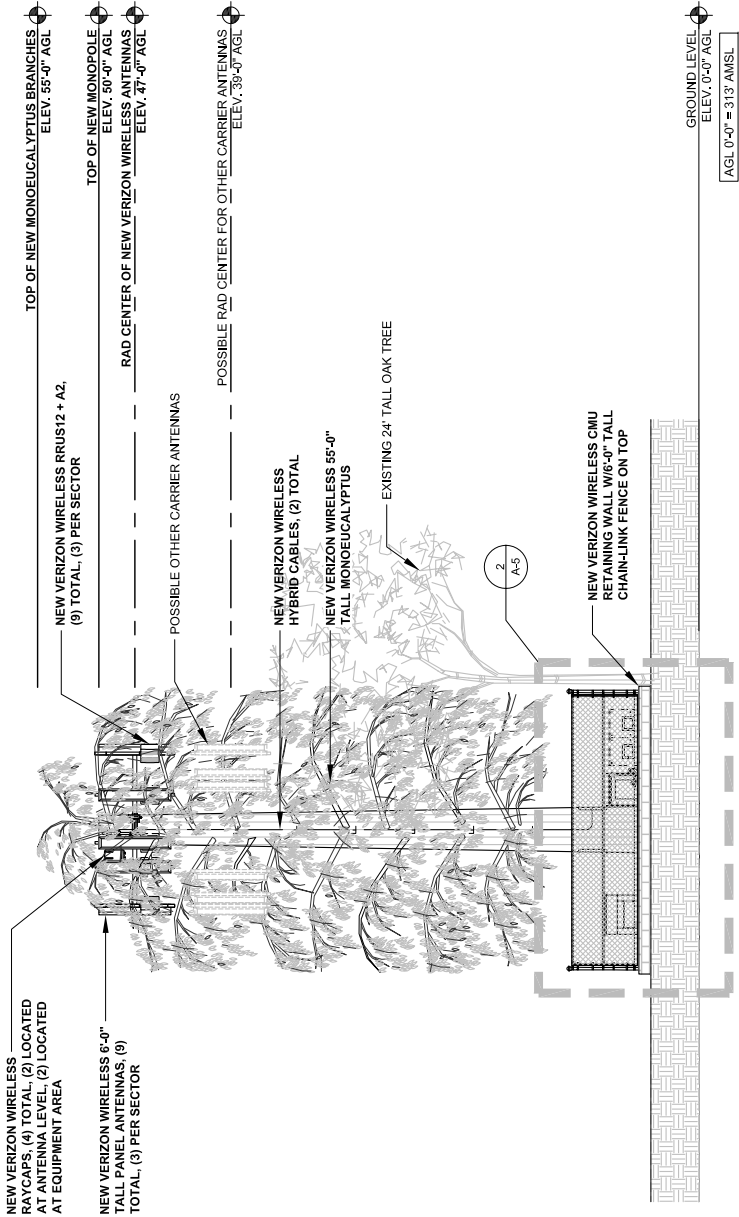 TOP OF NEW MONOEUCALYPTUS BRANCHES
ELEV. 55'-0" AGL
TOP OF NEW MONOPOLE
ELEV. 50'-0" AGL
RAD CENTER OF NEW VERIZON WIRELESS ANTENNAS
ELEV. 47'-0" AGL
POSSIBLE RAD CENTER FOR OTHER CARRIER ANTENNAS
ELEV. 39'-0" AGL
GROUND LEVEL
ELEV. 0'-0" AGL
AGL 0'-0" = 313' AMSL
NEW VERIZON WIRELESS RRUS12 + A2,
(9) TOTAL, (3) PER SECTOR
POSSIBLE OTHER CARRIER ANTENNAS
NEW VERIZON WIRELESS
HYBRID CABLES, (2) TOTAL
NEW VERIZON WIRELESS 55'-0"
TALL MONOEUCALYPTUS
EXISTING 24' TALL OAK TREE
2
A-5
NEW VERIZON WIRELESS CMU
RETAINING WALL W/6'-0" TALL
CHAIN-LINK FENCE ON TOP
NEW VERIZON WIRELESS
RAYCAPS, (4) TOTAL, (2) LOCATED
AT ANTENNA LEVEL, (2) LOCATED
AT EQUIPMENT AREA
NEW VERIZON WIRELESS 6'-0"
TALL PANEL ANTENNAS, (9)
TOTAL, (3) PER SECTOR